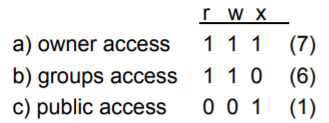 r w x
a) owner access 1 1 1 (7)
b) groups access 1 1 0 (6)
c) public access 0 0 1 (1)